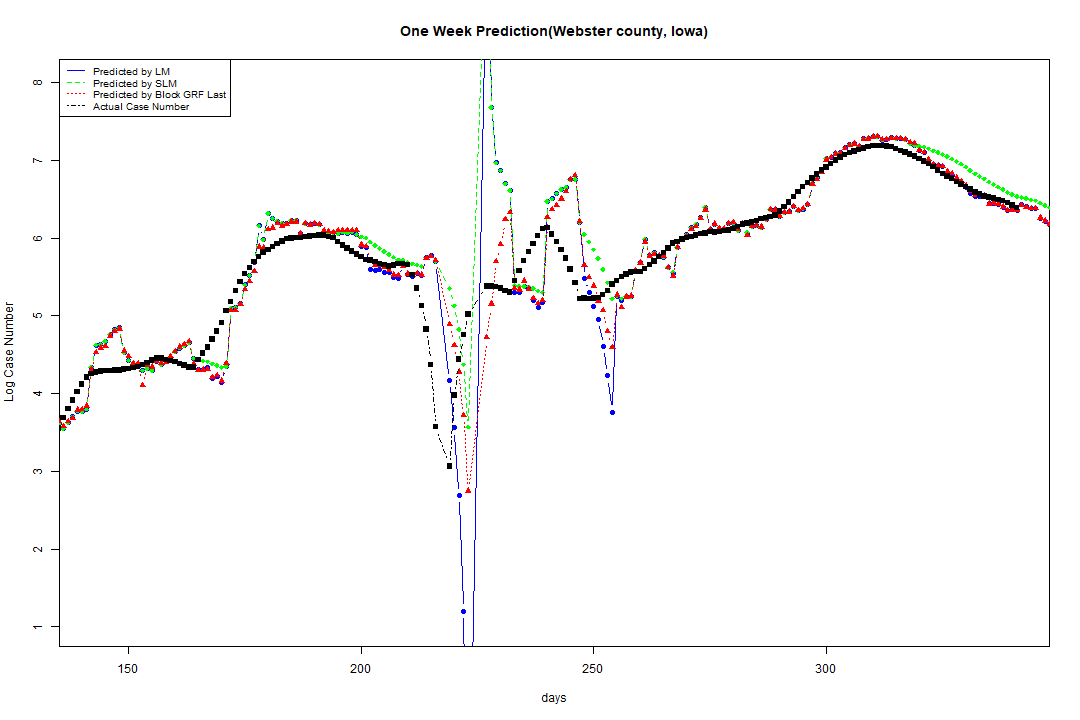 One Week Prediction(Webster county, Iowa)
Predicted by LM
Predicted by SLM
Predicted by Block GRF Last
Actual Case Number
Log Case Number
8
7
6
5
4
3
2
1
150 200 250 300
days